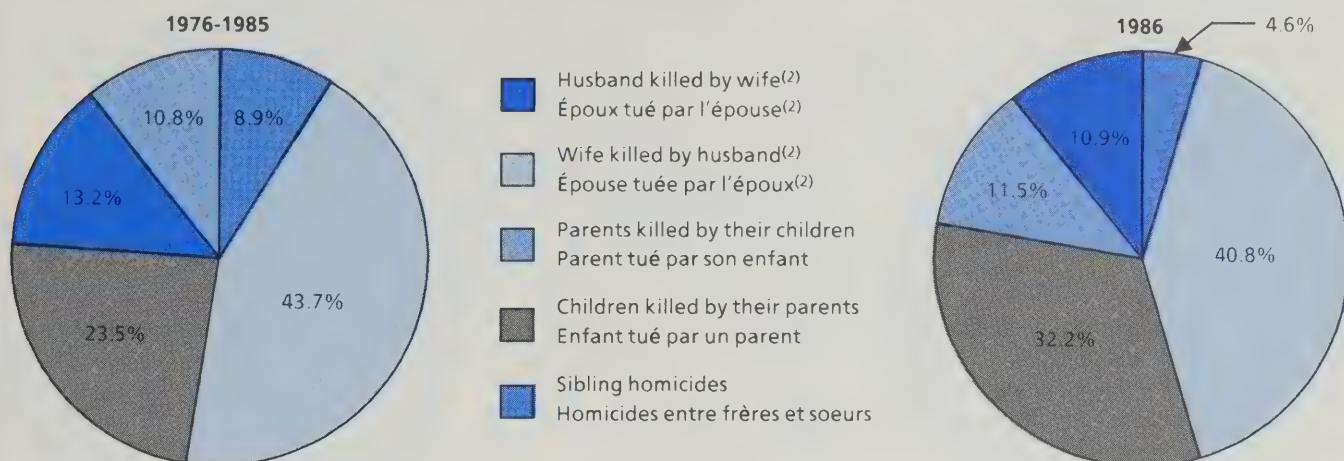 1976-1985
10.8%
8.9%
13.2%
43.7%
23.5%
Husband killed by wife(2)
Époux tué par l'épouse(2)
Wife killed by husband(2)
Épouse tuée par l'époux(2)
Parents killed by their children
Parent tué par son enfant
Children killed by their parents
Enfant tué par un parent
Sibling homicides
Homicides entre frères et soeurs
1986
4.6%
10.9%
11.5%
40.8%
32.2%